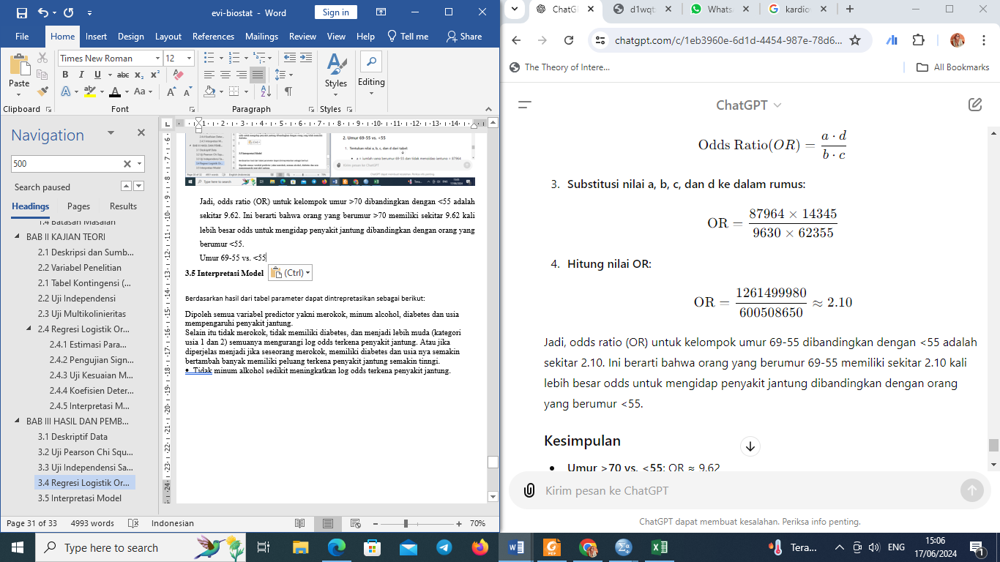 evi-biostat - Word
Sign in
File Home Insert Design Layout References Mailings Review View Help Tell me Share
Times New Roman 12
Paste
Styles
Editing
Clipboard Font Paragraph Styles
Navigation
500
Search paused
Headings Pages Results
1.4 Batasan Masalah
BAB II KAJIAN TEORI
2.1 Deskripsi dan Sumb...
2.2 Variabel Penelitian
2.1 Tabel Kontingensi (...
2.2 Uji Independensi
2.3 Uji Multikolinieritas
2.4 Regresi Logistik Or...
2.4.1 Estimasi Para...
2.4.2 Pengujian Sign...
2.4.3 Uji Kesuaian M...
2.4.4 Koefisien Deter...
2.4.5 Interpretasi M...
BAB III HASIL DAN PEMB...
3.1 Deskriptif Data
3.2 Uji Pearson Chi Squ...
3.3 Uji Independensi Sa...
3.4 Regresi Logistik Or...
3.5 Interpretasi Model
2. Umur 69-55 vs. <55
1. Tentukan nilai a, b, c, dan d dari tabel:
Kirim pesan ke ChatGPT
Jadi, odds ratio (OR) untuk kelompok umur >70 dibandingkan dengan <55 adalah
sekitar 9.62. Ini berarti bahwa orang yang berumur >70 memiliki sekitar 9.62 kali
lebih besar odds untuk mengidap penyakit jantung dibandingkan dengan orang yang
berumur <55.
Umur 69-55 vs. <55
3.5 Interpretasi Model
(Ctrl)
Berdasarkan hasil dari tabel parameter dapat dintrepretasikan sebagai berikut:
Dipoleh semua variabel predictor yakni merokok, minum alcohol, diabetes dan usia
mempengaruhi penyakit jantung.
Selain itu tidak merokok, tidak memiliki diabetes, dan menjadi lebih muda (kategori
usia 1 dan 2) semuanya mengurangi log odds terkena penyakit jantung. Atau jika
diperjelas menjadi jika seseorang merokok, memiliki diabetes dan usia nya semakin
bertambah banyak memiliki peluang terkena penyakit jantung semakin tinngi.
• Tidak minum alkohol sedikit meningkatkan log odds terkena penyakit jantung.
Page 31 of 33 4993 words Indonesian 70%
ChatG d1wqt Whats kardiov
chatgpt.com/c/1eb3960e-6d1d-4454-987e-78d6...
The Theory of Intere... All Bookmarks
ChatGPT
Odds Ratio(OR) = a · d / b · c
3. Substitusi nilai a, b, c, dan d ke dalam rumus:
OR = 87964 × 14345 / 9630 × 62355
4. Hitung nilai OR:
OR = 1261499980 / 600508650 ≈ 2.10
Jadi, odds ratio (OR) untuk kelompok umur 69-55 dibandingkan dengan <55 adalah
sekitar 2.10. Ini berarti bahwa orang yang berumur 69-55 memiliki sekitar 2.10 kali
lebih besar odds untuk mengidap penyakit jantung dibandingkan dengan orang
yang berumur <55.
Kesimpulan
• Umur >70 vs. <55: OR ≈ 9.62
Kirim pesan ke ChatGPT
ChatGPT dapat membuat kesalahan. Periksa info penting.
Type here to search
Tera... ENG 15:06
17/06/2024
1